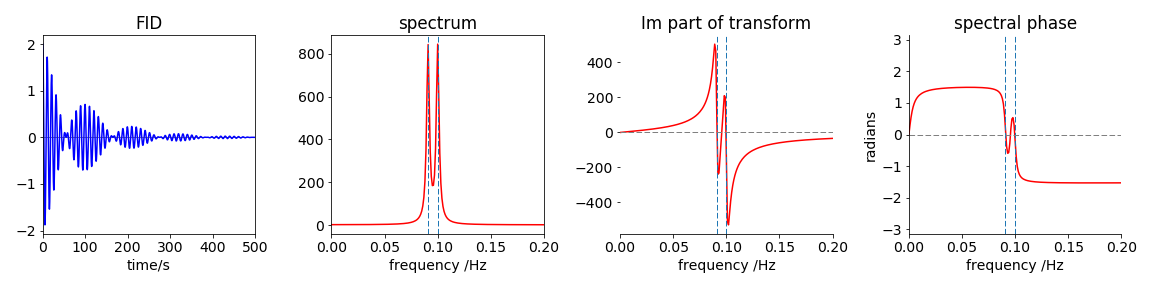 FID
2
1
0
−1
−2
0 100 200 300 400 500
time/s
spectrum
800
600
400
200
0
0.00 0.05 0.10 0.15 0.20
frequency /Hz
Im part of transform
400
200
0
−200
−400
0.00 0.05 0.10 0.15 0.20
frequency /Hz
spectral phase
radians
3
2
1
0
−1
−2
−3
0.00 0.05 0.10 0.15 0.20
frequency /Hz